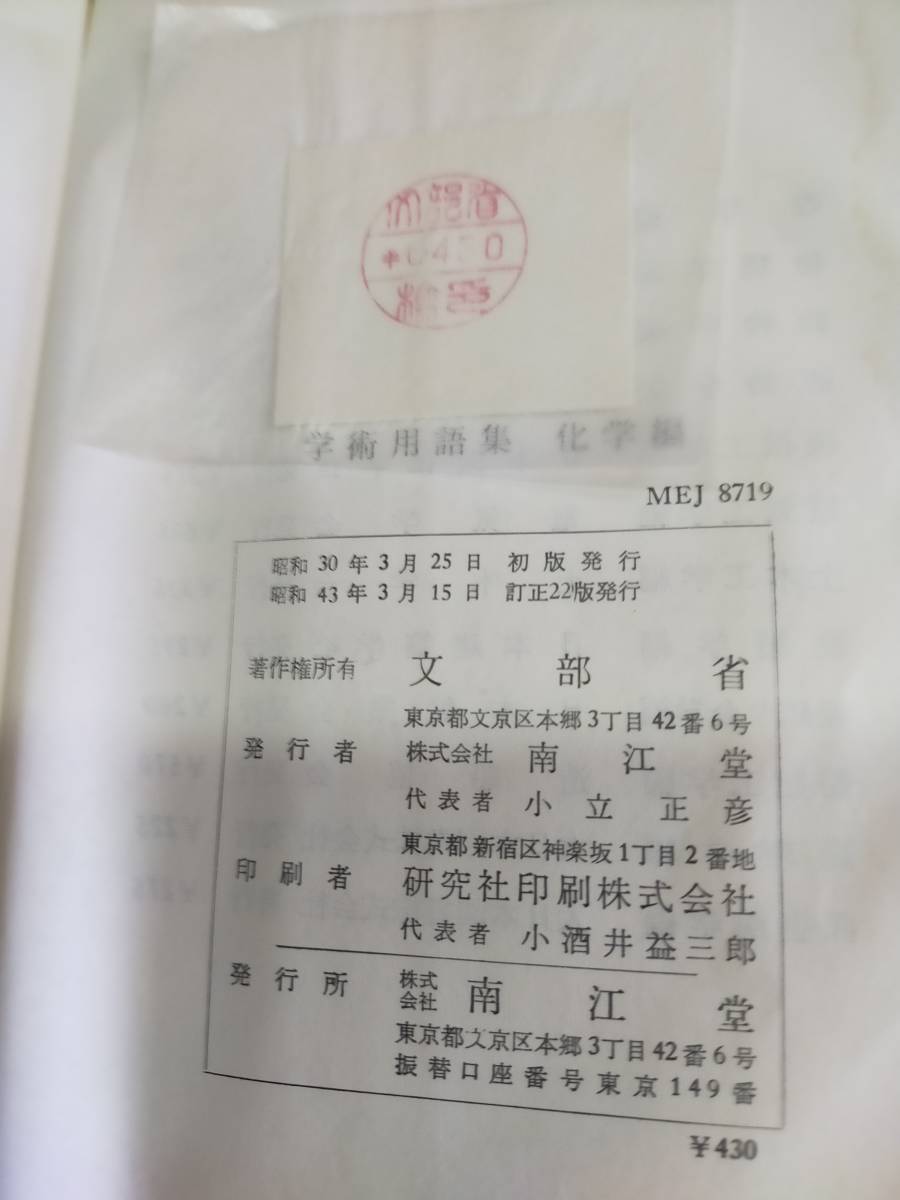 学術用語集 化学編
MEJ 8719
昭和 30 年 3 月 25 日 初版発行
昭和 43 年 3 月 15 日 訂正22版発行
著作権所有 文部省
東京都文京区本郷3丁目42番6号
発行者 株式会社 南江堂
代表者 小立正彦
東京都新宿区神楽坂1丁目2番地
印刷者 研究社印刷株式会社
代表者 小酒井益三郎
発行所 株式会社 南江堂
東京都文京区本郷3丁目42番6号
振替口座番号東京149番
¥430